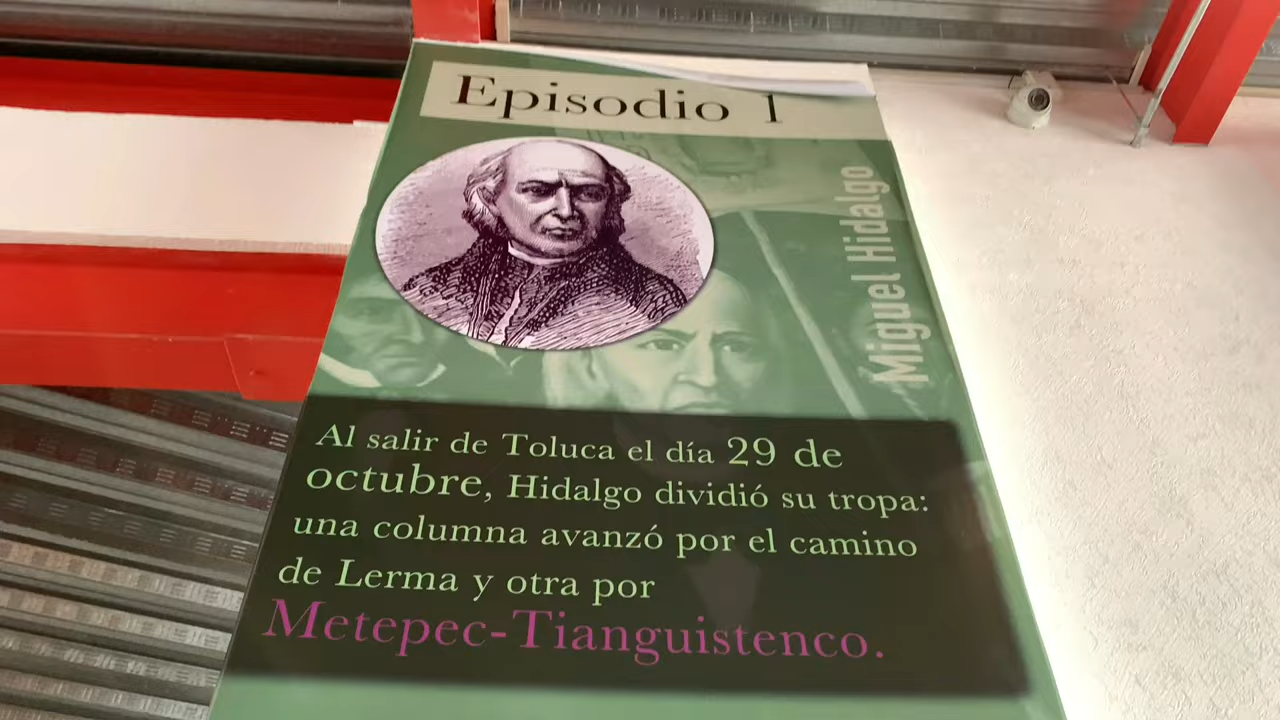 Episodio 1
Miguel Hidalgo
Al salir de Toluca el día 29 de
octubre, Hidalgo dividió su tropa:
una columna avanzó por el camino
de Lerma y otra por
Metepec-Tianguistenco.